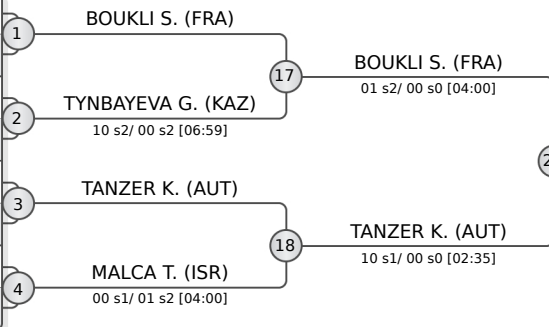 BOUKLI S. (FRA)
1
17
BOUKLI S. (FRA)
01 s2/ 00 s0 [04:00]
TYNBAYEVA G. (KAZ)
2
10 s2/ 00 s2 [06:59]
TANZER K. (AUT)
3
18
TANZER K. (AUT)
10 s1/ 00 s0 [02:35]
MALCA T. (ISR)
4
00 s1/ 01 s2 [04:00]